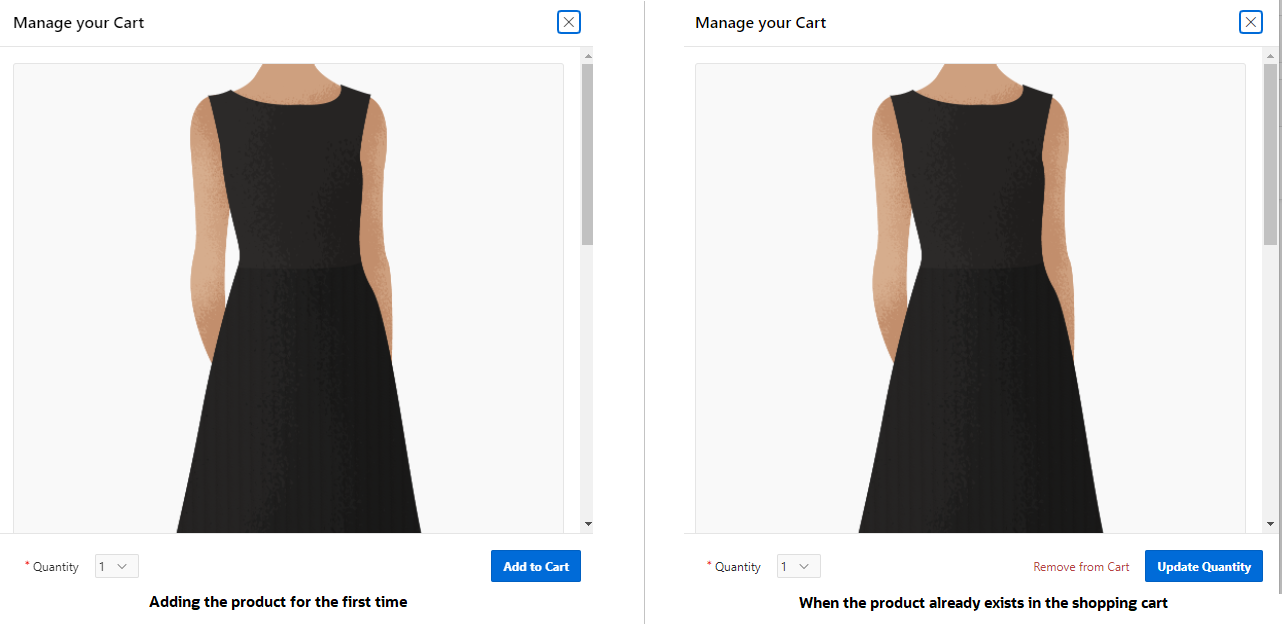 Manage your Cart
* Quantity 1 Add to Cart
Adding the product for the first time
Manage your Cart
* Quantity 1 Remove from Cart Update Quantity
When the product already exists in the shopping cart